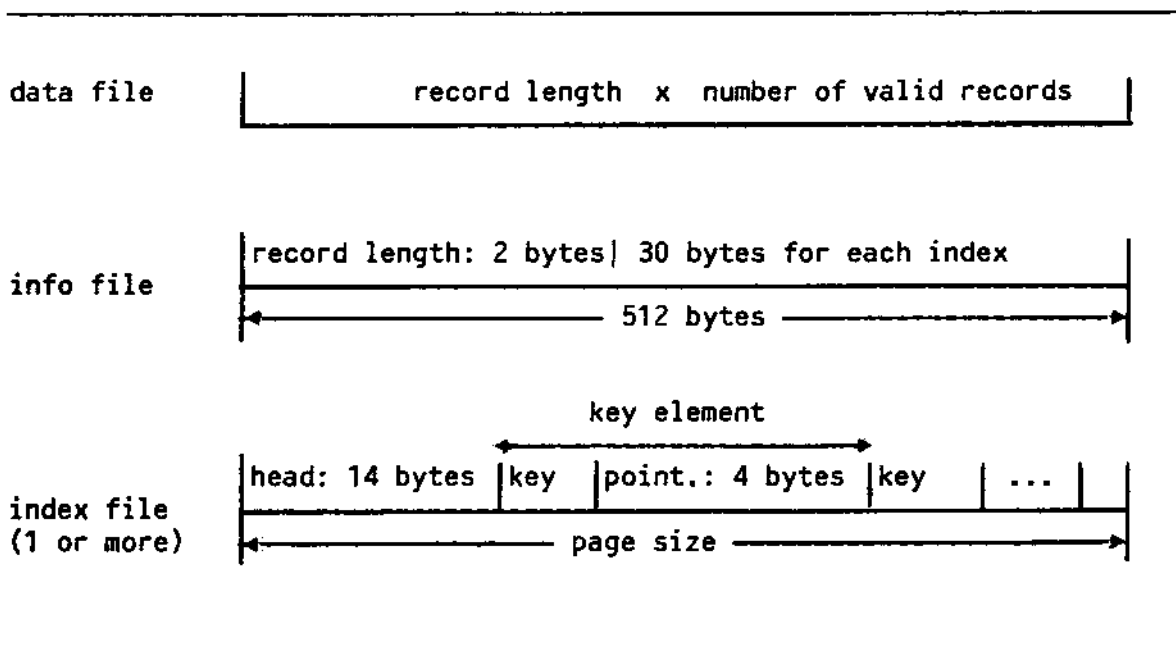 data file
record length x number of valid records
record length: 2 bytes| 30 bytes for each index
info file
512 bytes
key element
head: 14 bytes |key |point.: 4 bytes |key | ... |
index file
(1 or more)
page size